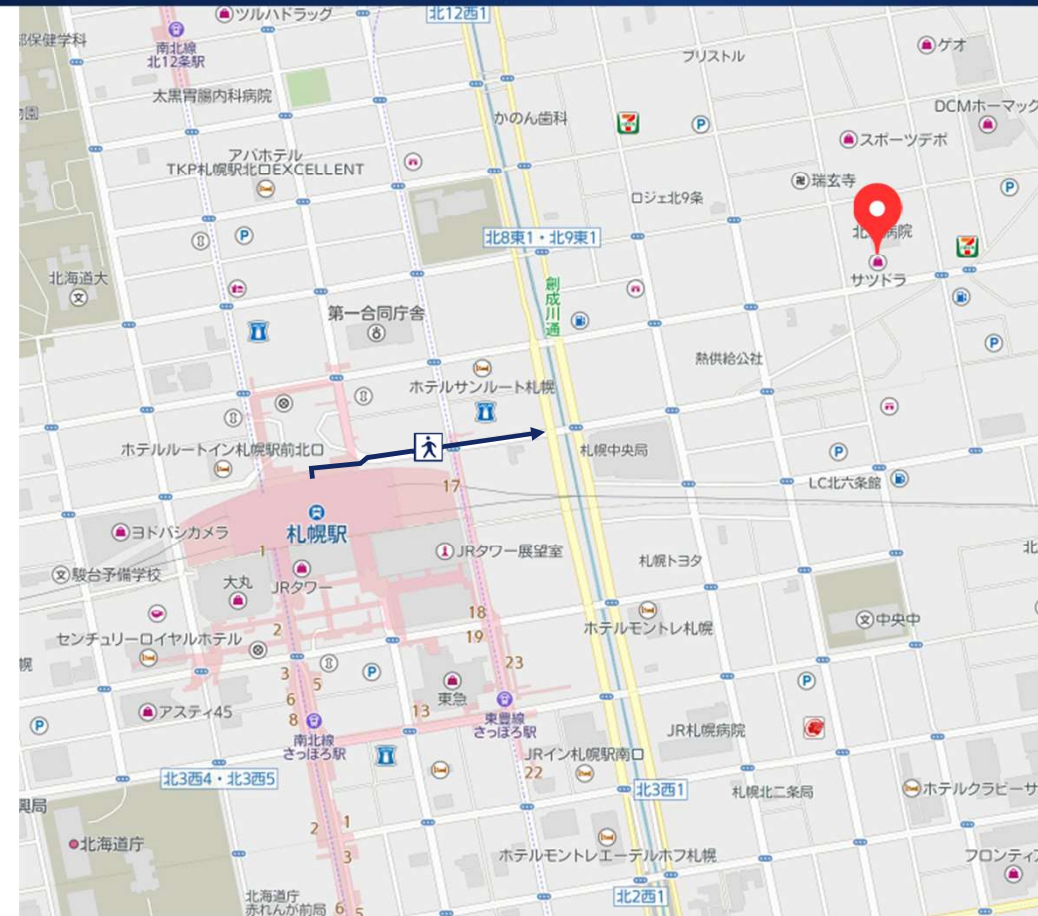 ツルハドラッグ
北12西1
部保健学科
南北線
北12条駅
ブリストル
ゲオ
太黒胃腸内科病院
かのん歯科
DCMホーマック
スポーツデポ
アパホテル
TKP札幌駅北口EXCELLENT
P
瑞玄寺
P
ロジェ北9条
P
北8東1・北9東1
病院
北海道大
文
サツドラ
創成川通
第一合同庁舎
P
熱供給公社
ホテルサンルート札幌
ホテルルートイン札幌駅前北口
札幌中央局
P
17
LC北六条館
ヨドバシカメラ
札幌駅
1
JRタワー展望室
札幌トヨタ
北
文駿台予備学校
大丸
JRタワー
18
ホテルモントレ札幌
文中央中
センチュリーロイヤルホテル
2
19
幌
23
3
5
P
6
東急
P
アスティ45
8
13
東豊線
さっぽろ駅
P
南北線
さっぽろ駅
JR札幌病院
JRイン札幌駅南口
22
北3西4・北3西5
北3西1
札幌北二条局
ホテルクラビーサ
興局
2
1
北海道庁
3
ホテルモントレエーデルホフ札幌
フロンティア
北海道庁
赤れんが前局
6
5
北2西1